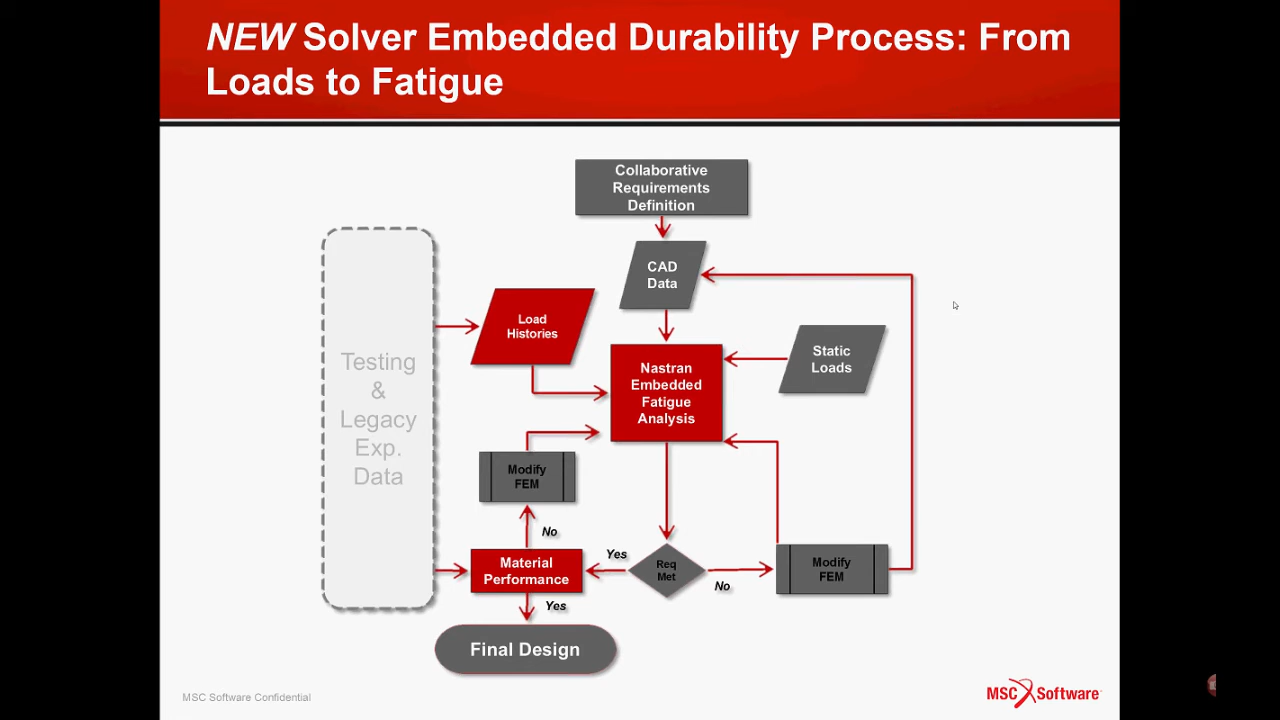 NEW Solver Embedded Durability Process: From
Loads to Fatigue
Collaborative
Requirements
Definition
CAD
Data
Load
Histories
Static
Loads
Nastran
Embedded
Fatigue
Analysis
Testing
&
Legacy
Exp.
Data
Modify
FEM
No
Material
Performance
Yes
Req
Met
No
Modify
FEM
Yes
Final Design
MSC Software Confidential
MSC Software